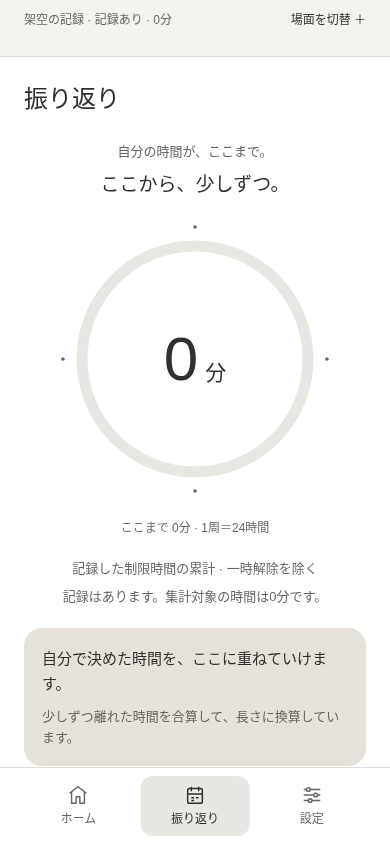 架空の記録 · 記録あり · 0分
場面を切替 ＋
振り返り
自分の時間が、ここまで。
ここから、少しずつ。
0 分
ここまで 0分 · 1周＝24時間
記録した制限時間の累計 · 一時解除を除く
記録はあります。集計対象の時間は0分です。
自分で決めた時間を、ここに重ねていけま
す。
少しずつ離れた時間を合算して、長さに換算してい
ます。
ホーム
振り返り
設定